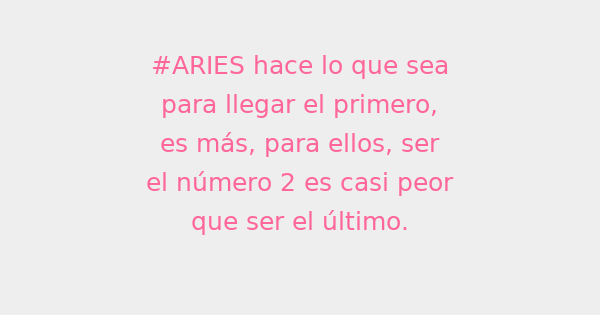 #ARIES hace lo que sea
para llegar el primero,
es más, para ellos, ser
el número 2 es casi peor
que ser el último.